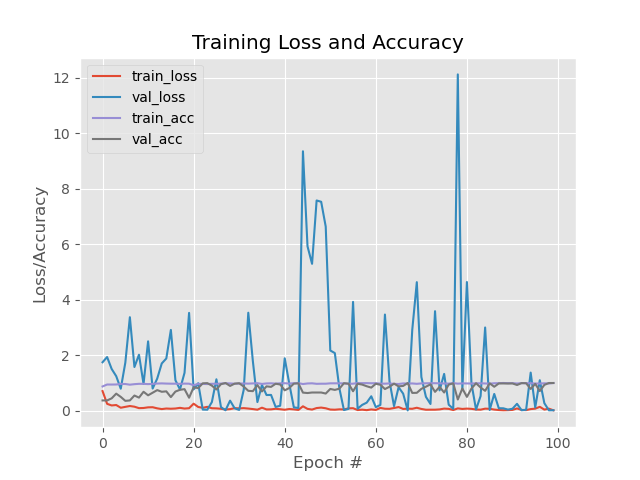 Training Loss and Accuracy
train_loss
val_loss
train_acc
val_acc
Loss/Accuracy
12
10
8
6
4
2
0
0 20 40 60 80 100
Epoch #